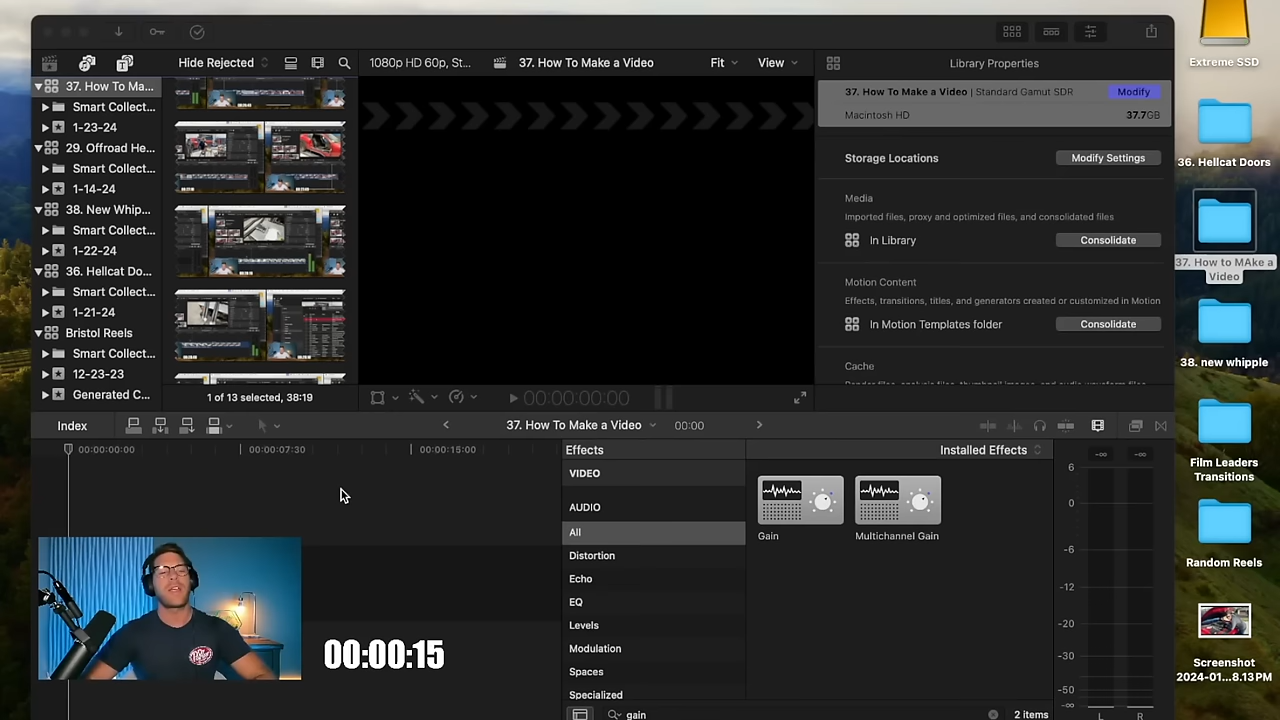 Hide Rejected
1080p HD 60p, St...
37. How To Make a Video
Fit
View
Library Properties
37. How To Ma...
Smart Collect...
1-23-24
29. Offroad He...
Smart Collect...
1-14-24
38. New Whip...
Smart Collect...
1-22-24
36. Hellcat Do...
Smart Collect...
1-21-24
Bristol Reels
Smart Collect...
12-23-23
Generated C...
1 of 13 selected, 38:19
00:00:00:00
37. How To Make a Video | Standard Gamut SDR
Modify
Macintosh HD
37.7GB
Storage Locations
Modify Settings
Media
Imported files, proxy and optimized files, and consolidated files
In Library
Consolidate
Motion Content
Effects, transitions, titles, and generators created or customized in Motion
In Motion Templates folder
Consolidate
Cache
Index
37. How To Make a Video
00:00
00:00:00:00
00:00:07:30
00:00:15:00
Effects
Installed Effects
VIDEO
AUDIO
All
Distortion
Echo
EQ
Levels
Modulation
Spaces
Specialized
Gain
Multichannel Gain
gain
2 items
-∞
-∞
6
0
-6
-12
-20
-30
-50
-∞
L
R
00:00:15
Extreme SSD
36. Hellcat Doors
37. How to MAke a
Video
38. new whipple
Film Leaders
Transitions
Random Reels
Screenshot
2024-01...8.13 PM